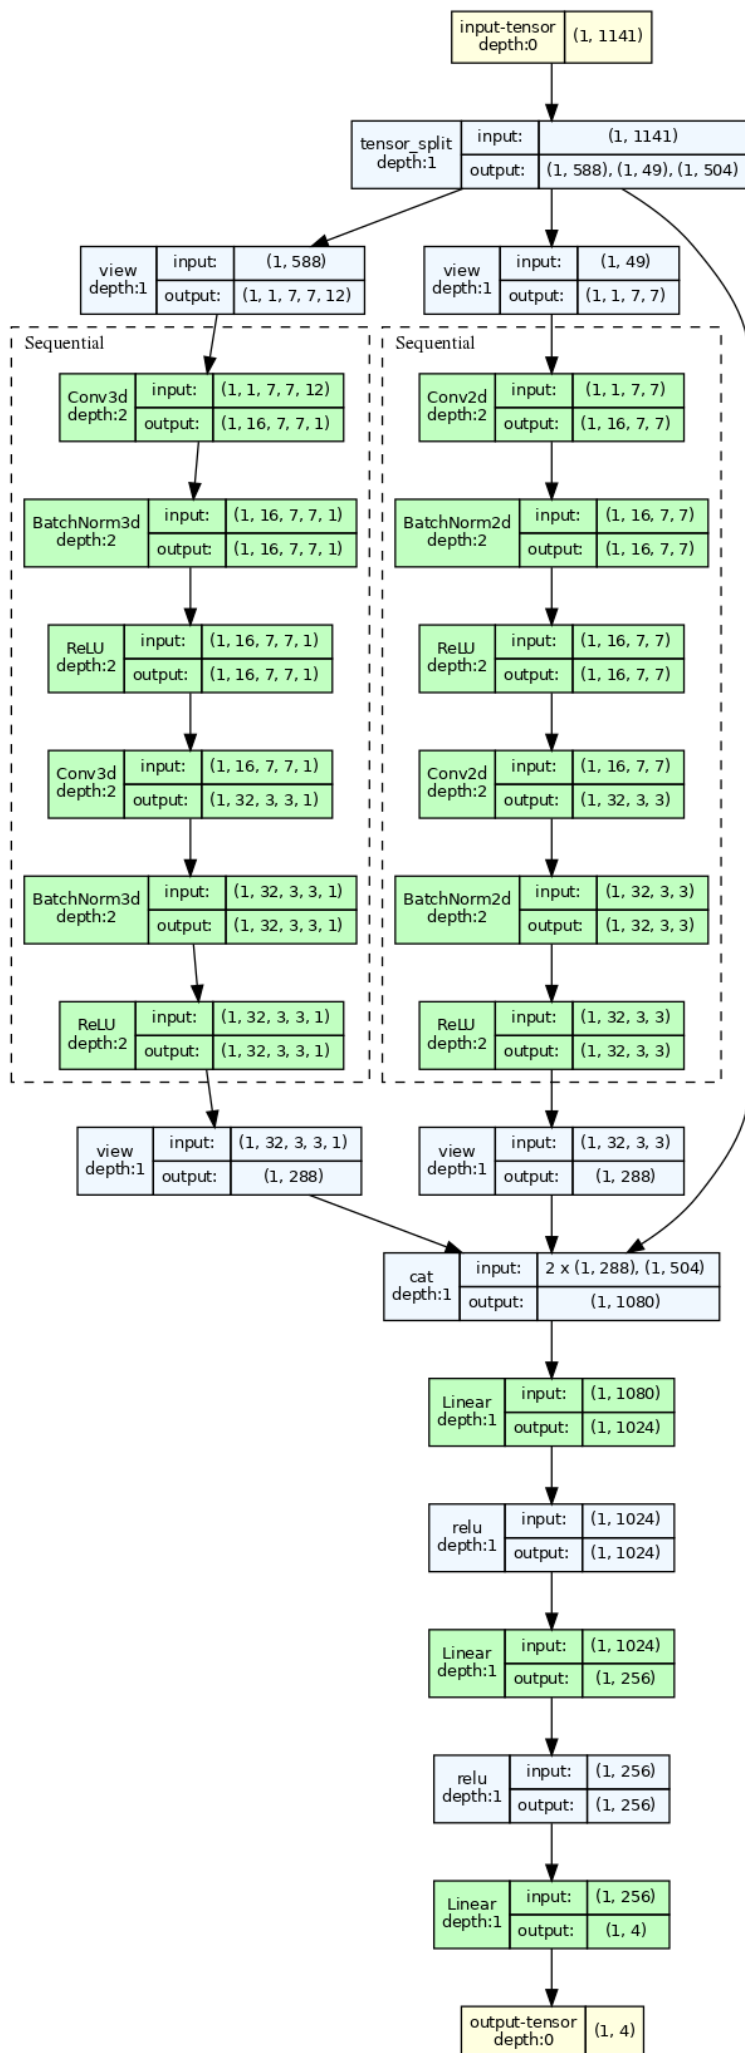 input-tensor
depth:0
(1, 1141)
tensor_split
depth:1
input:
(1, 1141)
output:
(1, 588), (1, 49), (1, 504)
view
depth:1
input:
(1, 588)
output:
(1, 1, 7, 7, 12)
view
depth:1
input:
(1, 49)
output:
(1, 1, 7, 7)
Sequential
Conv3d
depth:2
input:
(1, 1, 7, 7, 12)
output:
(1, 16, 7, 7, 1)
BatchNorm3d
depth:2
input:
(1, 16, 7, 7, 1)
output:
(1, 16, 7, 7, 1)
ReLU
depth:2
input:
(1, 16, 7, 7, 1)
output:
(1, 16, 7, 7, 1)
Conv3d
depth:2
input:
(1, 16, 7, 7, 1)
output:
(1, 32, 3, 3, 1)
BatchNorm3d
depth:2
input:
(1, 32, 3, 3, 1)
output:
(1, 32, 3, 3, 1)
ReLU
depth:2
input:
(1, 32, 3, 3, 1)
output:
(1, 32, 3, 3, 1)
Sequential
Conv2d
depth:2
input:
(1, 1, 7, 7)
output:
(1, 16, 7, 7)
BatchNorm2d
depth:2
input:
(1, 16, 7, 7)
output:
(1, 16, 7, 7)
ReLU
depth:2
input:
(1, 16, 7, 7)
output:
(1, 16, 7, 7)
Conv2d
depth:2
input:
(1, 16, 7, 7)
output:
(1, 32, 3, 3)
BatchNorm2d
depth:2
input:
(1, 32, 3, 3)
output:
(1, 32, 3, 3)
ReLU
depth:2
input:
(1, 32, 3, 3)
output:
(1, 32, 3, 3)
view
depth:1
input:
(1, 32, 3, 3, 1)
output:
(1, 288)
view
depth:1
input:
(1, 32, 3, 3)
output:
(1, 288)
cat
depth:1
input:
2 x (1, 288), (1, 504)
output:
(1, 1080)
Linear
depth:1
input:
(1, 1080)
output:
(1, 1024)
relu
depth:1
input:
(1, 1024)
output:
(1, 1024)
Linear
depth:1
input:
(1, 1024)
output:
(1, 256)
relu
depth:1
input:
(1, 256)
output:
(1, 256)
Linear
depth:1
input:
(1, 256)
output:
(1, 4)
output-tensor
depth:0
(1, 4)